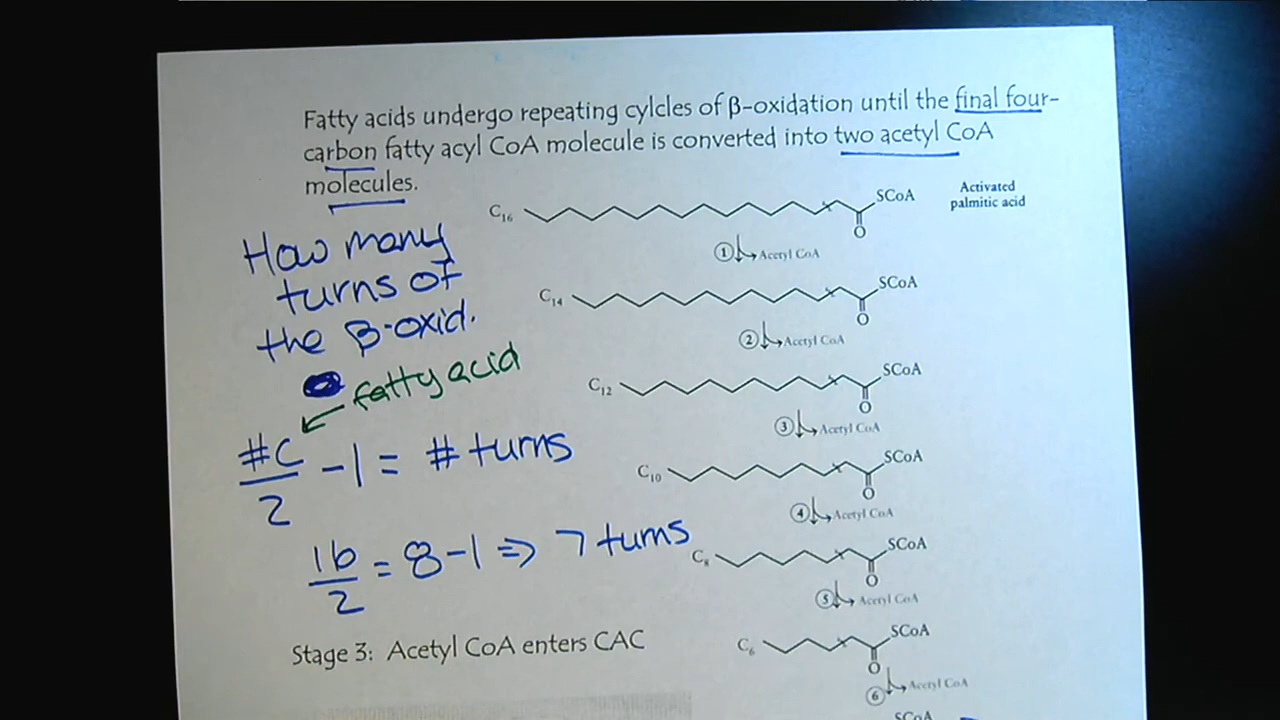 Fatty acids undergo repeating cylcles of β-oxidation until the final four-
carbon fatty acyl CoA molecule is converted into two acetyl CoA
molecules.
C₁₆ SCoA Activated
palmitic acid
O
① Acetyl CoA
How many
turns of
the β-oxid.
fatty acid
#C/2 - 1 = # turns
16/2 = 8 - 1 ⇒ 7 turns
C₁₄ SCoA
O
② Acetyl CoA
C₁₂ SCoA
O
③ Acetyl CoA
C₁₀ SCoA
O
④ Acetyl CoA
C₈ SCoA
O
⑤ Acetyl CoA
C₆ SCoA
O
⑥ Acetyl CoA
SCoA
Stage 3: Acetyl CoA enters CAC